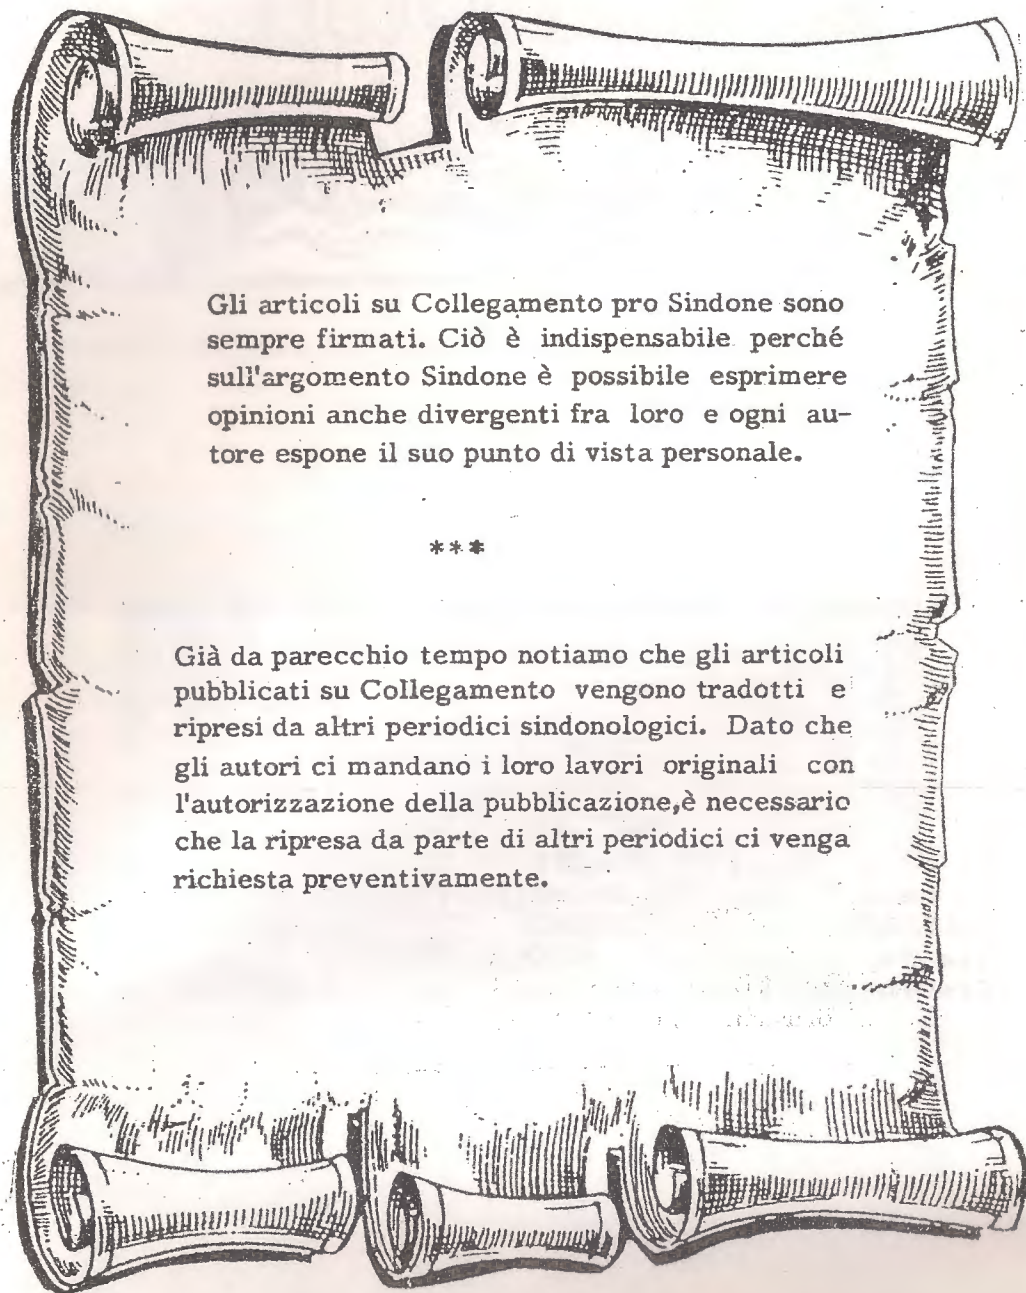 Gli articoli su Collegamento pro Sindone sono
sempre firmati. Ciò è indispensabile perché
sull'argomento Sindone è possibile esprimere
opinioni anche divergenti fra loro e ogni au-
tore espone il suo punto di vista personale.
***
Già da parecchio tempo notiamo che gli articoli
pubblicati su Collegamento vengono tradotti e
ripresi da altri periodici sindonologici. Dato che
gli autori ci mandano i loro lavori originali con
l'autorizzazione della pubblicazione,è necessario
che la ripresa da parte di altri periodici ci venga
richiesta preventivamente.